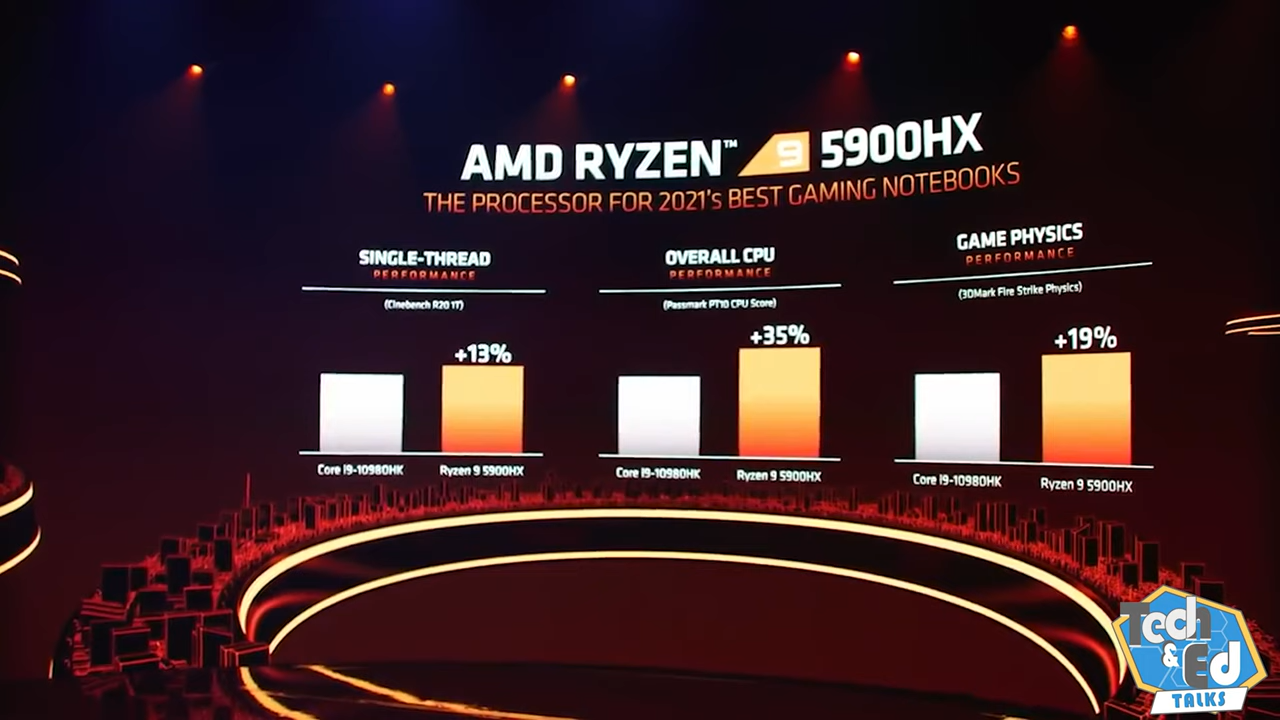 AMD RYZEN™ 9 5900HX
THE PROCESSOR FOR 2021's BEST GAMING NOTEBOOKS
SINGLE-THREAD
PERFORMANCE
(Cinebench R20 1T)
+13%
Core i9-10980HK
Ryzen 9 5900HX
OVERALL CPU
PERFORMANCE
(Passmark PT10 CPU Score)
+35%
Core i9-10980HK
Ryzen 9 5900HX
GAME PHYSICS
PERFORMANCE
(3DMark Fire Strike Physics)
+19%
Core i9-10980HK
Ryzen 9 5900HX
Tech
& Ed
TALKS